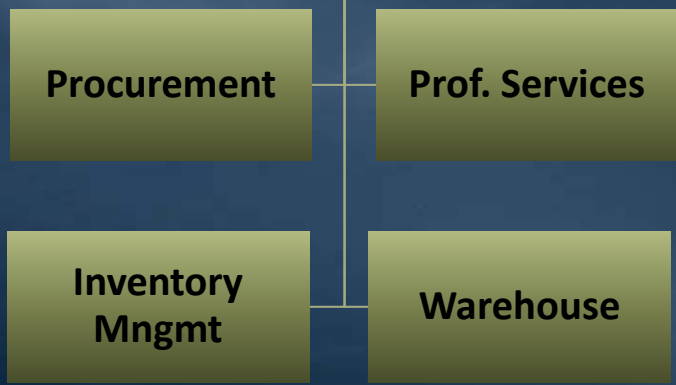 Procurement
Prof. Services
Inventory
Mngmt
Warehouse